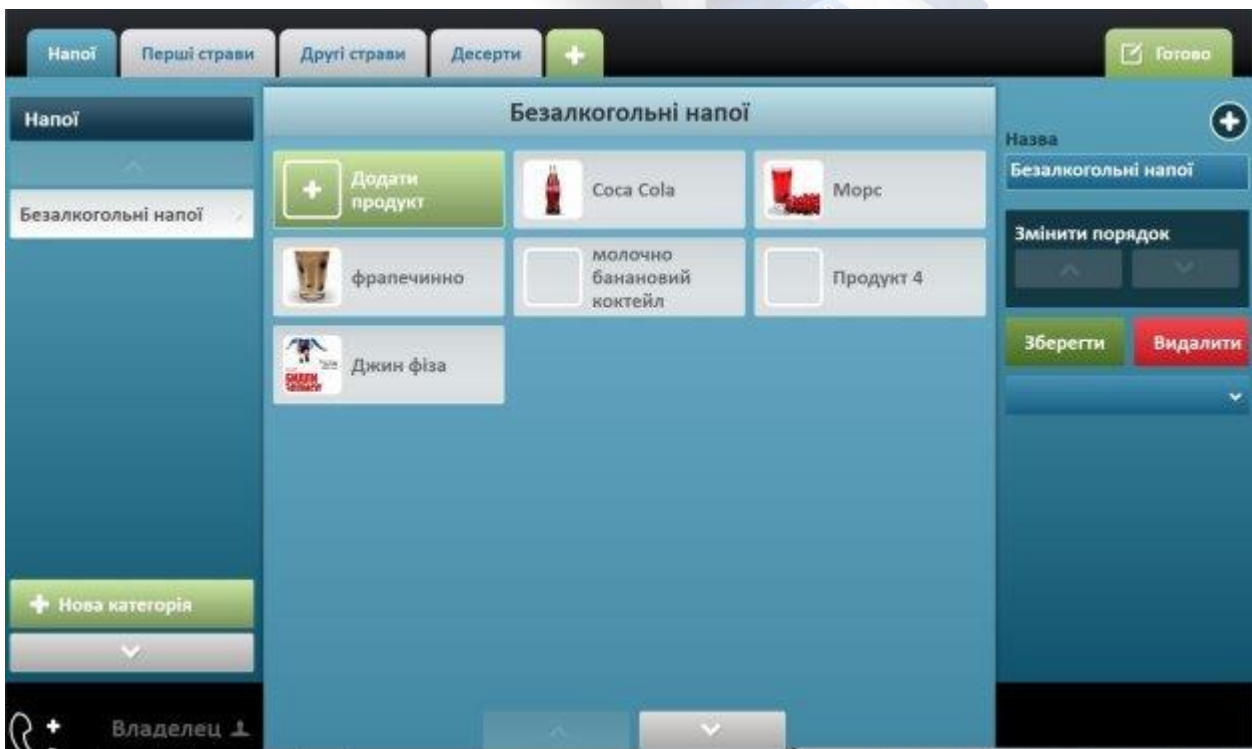 Напої
Перші страви
Другі страви
Десерти
Готово
Напої
Безалкогольні напої
Нова категорія
Владелец
Безалкогольні напої
Додати
продукт
Coca Cola
Морс
фрапечинно
молочно
банановий
коктейл
Продукт 4
Джин фіза
Назва
Безалкогольні напої
Змінити порядок
Зберегти
Видалити